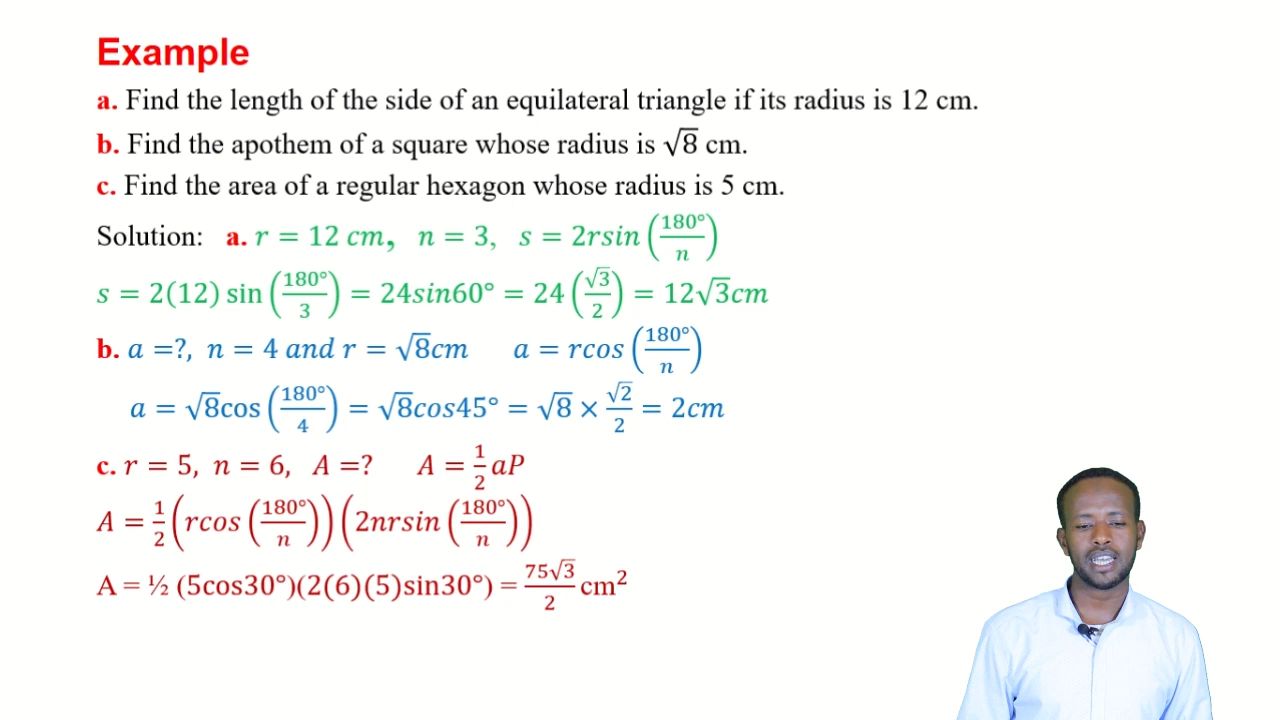 Example
a. Find the length of the side of an equilateral triangle if its radius is 12 cm.
b. Find the apothem of a square whose radius is √8 cm.
c. Find the area of a regular hexagon whose radius is 5 cm.
Solution: a. r = 12 cm, n = 3, s = 2rsin(180°/n)
s = 2(12) sin(180°/3) = 24sin60° = 24(√3/2) = 12√3cm
b. a =?, n = 4 and r = √8cm a = rcos(180°/n)
a = √8cos(180°/4) = √8cos45° = √8 × √2/2 = 2cm
c. r = 5, n = 6, A =? A = 1/2 aP
A = 1/2 (rcos(180°/n))(2nrsin(180°/n))
A = ½ (5cos30°)(2(6)(5)sin30°) = 75√3/2 cm²